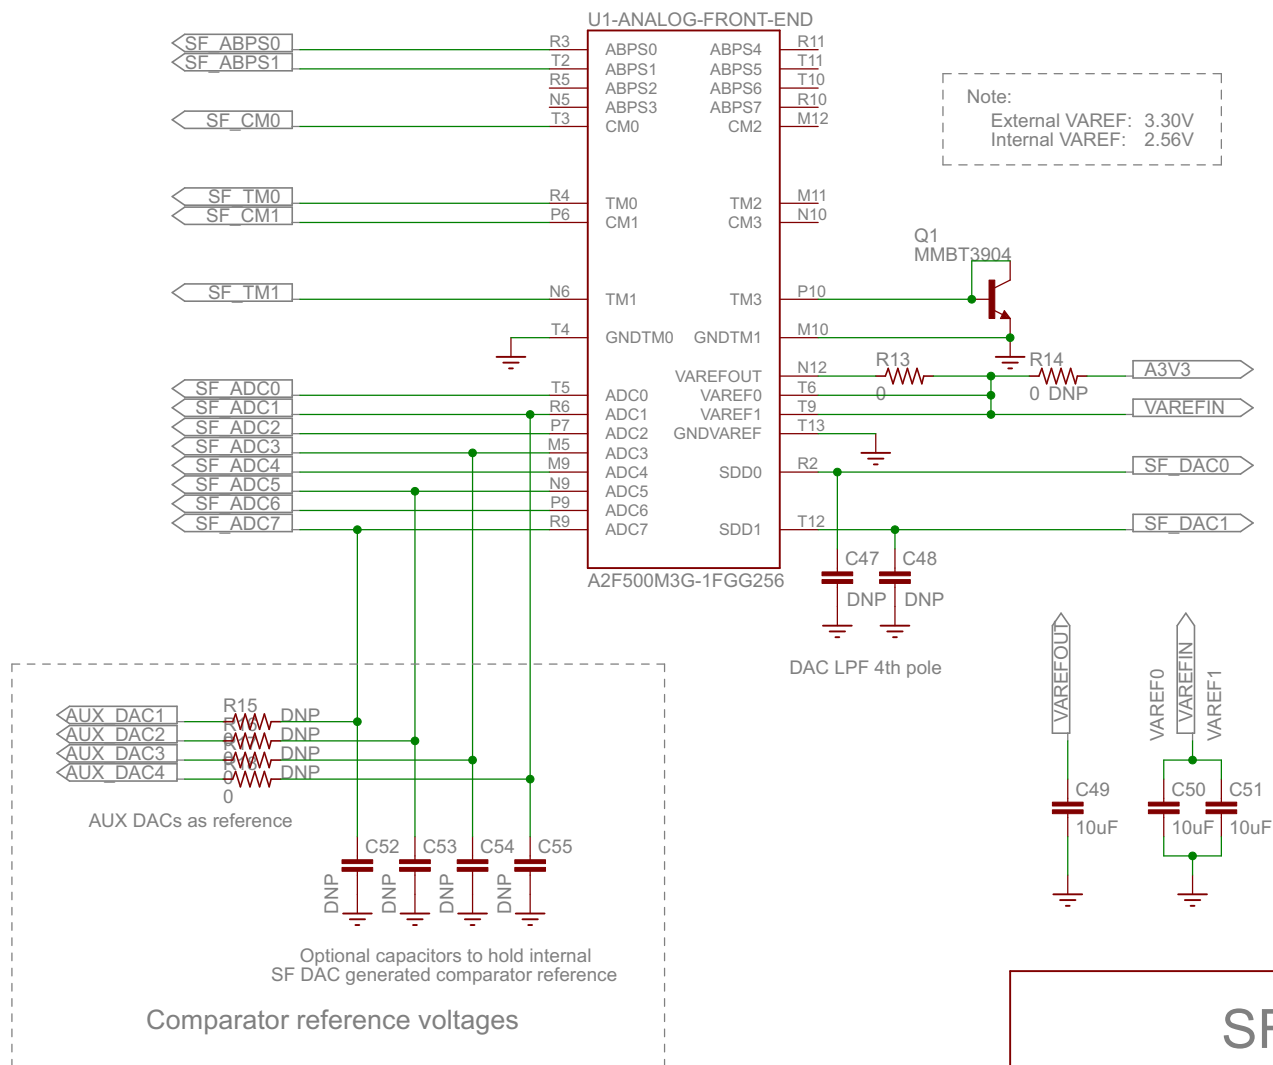 U1-ANALOG-FRONT-END
SF_ABPS0 R3 ABPS0 ABPS4 R11
SF_ABPS1 T2 ABPS1 ABPS5 T11
R5 ABPS2 ABPS6 T10
N5 ABPS3 ABPS7 R10
SF_CM0 T3 CM0 CM2 M12
Note:
External VAREF: 3.30V
Internal VAREF: 2.56V
SF_TM0 R4 TM0 TM2 M11
SF_CM1 P6 CM1 CM3 N10
Q1
MMBT3904
SF_TM1 N6 TM1 TM3 P10
T4 GNDTM0 GNDTM1 M10
R13 R14
VAREFOUT N12 A3V3
SF_ADC0 T5 ADC0 VAREF0 T6 0 0 DNP
SF_ADC1 R6 ADC1 VAREF1 T9 VAREFIN
SF_ADC2 P7 ADC2 GNDVAREF T13
SF_ADC3 M5 ADC3
SF_ADC4 M9 ADC4 SDD0 R2 SF_DAC0
SF_ADC5 N9 ADC5
SF_ADC6 P9 ADC6
SF_ADC7 R9 ADC7 SDD1 T12 SF_DAC1
A2F500M3G-1FGG256
C47 C48
DNP DNP
DAC LPF 4th pole
VAREFOUT
VAREF0
VAREFIN
VAREF1
C49 C50 C51
10uF 10uF 10uF
R15
AUX_DAC1 DNP
AUX_DAC2 DNP
AUX_DAC3 DNP
AUX_DAC4 DNP
0
AUX DACs as reference
C52 C53 C54 C55
DNP DNP DNP DNP
Optional capacitors to hold internal
SF DAC generated comparator reference
Comparator reference voltages